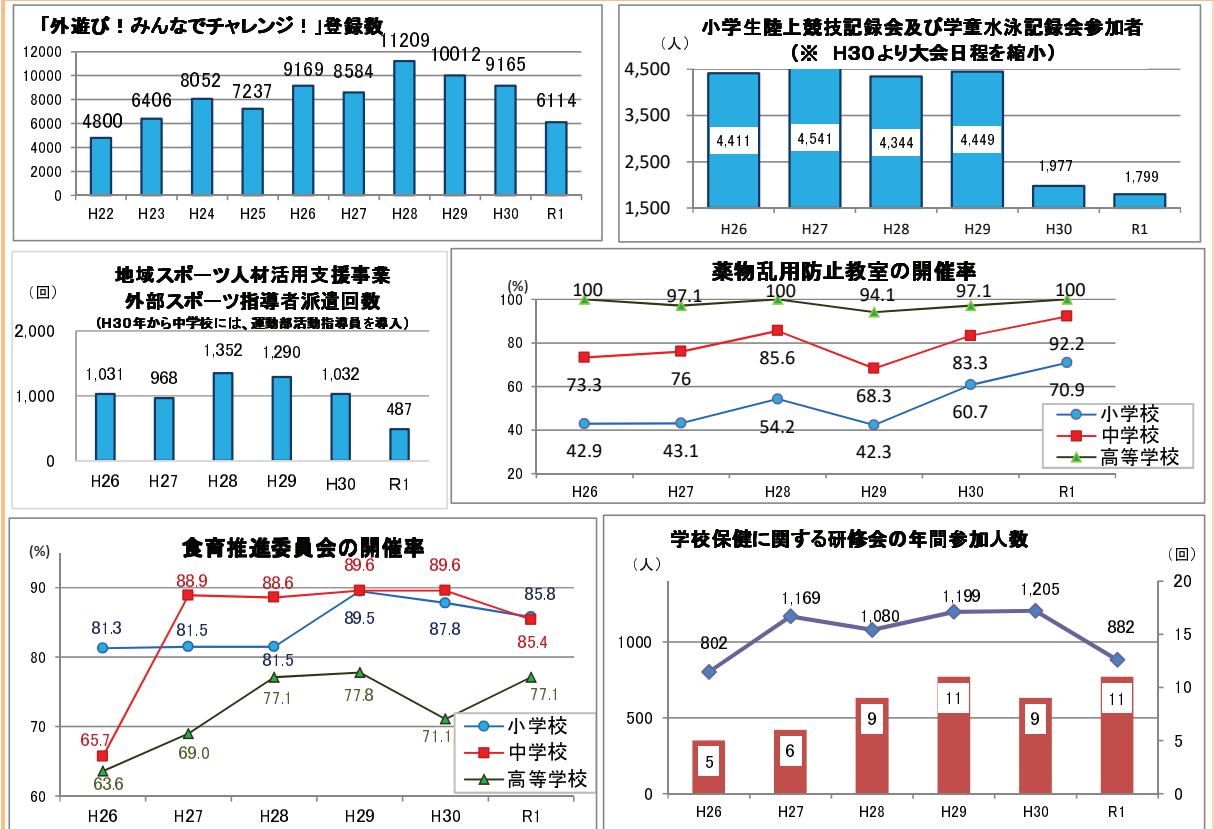 「外遊び！みんなでチャレンジ！」登録数
12000
10000
8000
6000
4000
2000
0
4800
6406
8052
7237
9169
8584
11209
10012
9165
6114
H22 H23 H24 H25 H26 H27 H28 H29 H30 R1
小学生陸上競技記録会及び学童水泳記録会参加者
（※　H30より大会日程を縮小）
（人）
4,500
3,500
2,500
1,500
4,411
4,541
4,344
4,449
1,977
1,799
H26 H27 H28 H29 H30 R1
地域スポーツ人材活用支援事業
外部スポーツ指導者派遣回数
（H30年から中学校には、運動部活動指導員を導入）
（回）
2,000
1,000
0
1,031
968
1,352
1,290
1,032
487
H26 H27 H28 H29 H30 R1
薬物乱用防止教室の開催率
(%)
100
80
60
40
20
100 97.1 100 94.1 97.1 100
73.3 76 85.6 68.3 83.3 92.2
42.9 43.1 54.2 42.3 60.7 70.9
小学校
中学校
高等学校
H26 H27 H28 H29 H30 R1
食育推進委員会の開催率
(%)
90
80
70
60
81.3 81.5 81.5 89.5 87.8 85.8
65.7 88.9 88.6 89.6 89.6 85.4
63.6 69.0 77.1 77.8 71.1 77.1
小学校
中学校
高等学校
H26 H27 H28 H29 H30 R1
学校保健に関する研修会の年間参加人数
（人）
（回）
1000
500
0
20
15
10
5
0
802 1,169 1,080 1,199 1,205 882
5 6 9 11 9 11
H26 H27 H28 H29 H30 R1